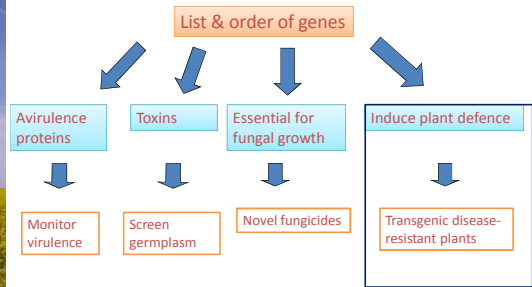 List & order of genes
Avirulence
proteins
Toxins
Essential for
fungal growth
Induce plant defence
Monitor
virulence
Screen
germplasm
Novel fungicides
Transgenic disease-
resistant plants